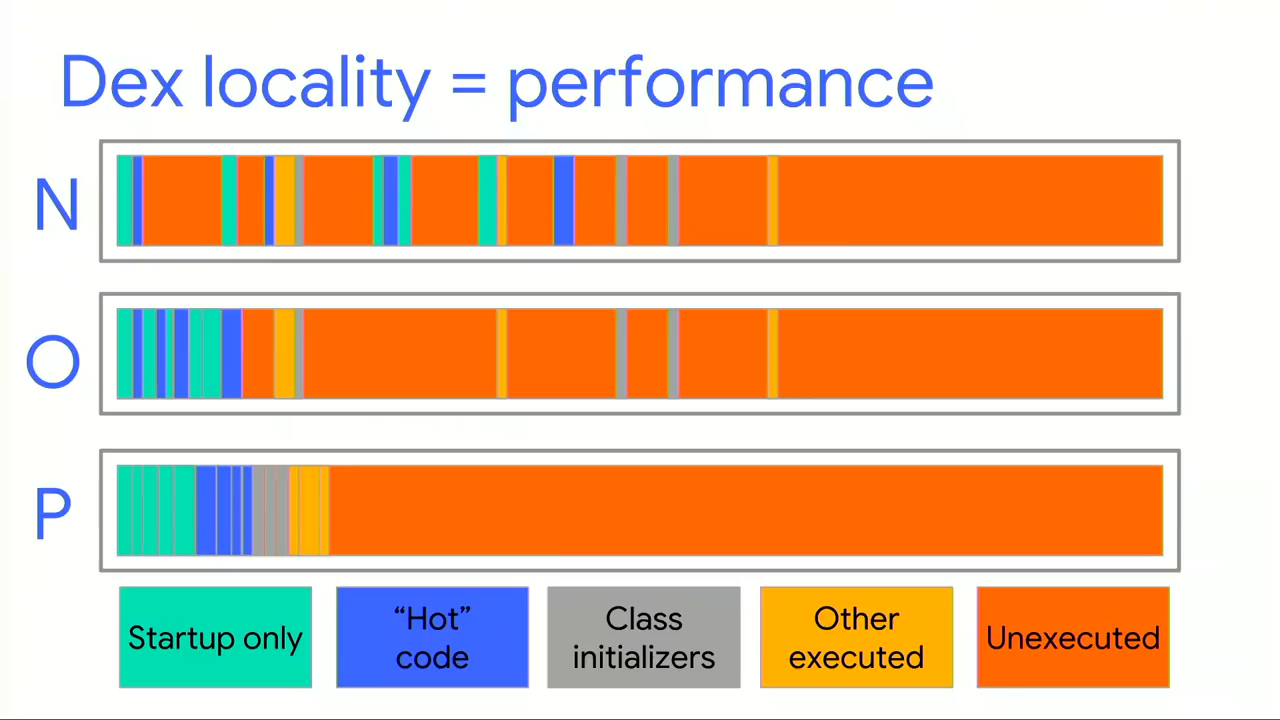 Dex locality = performance
N
O
P
Startup only
“Hot”
code
Class
initializers
Other
executed
Unexecuted